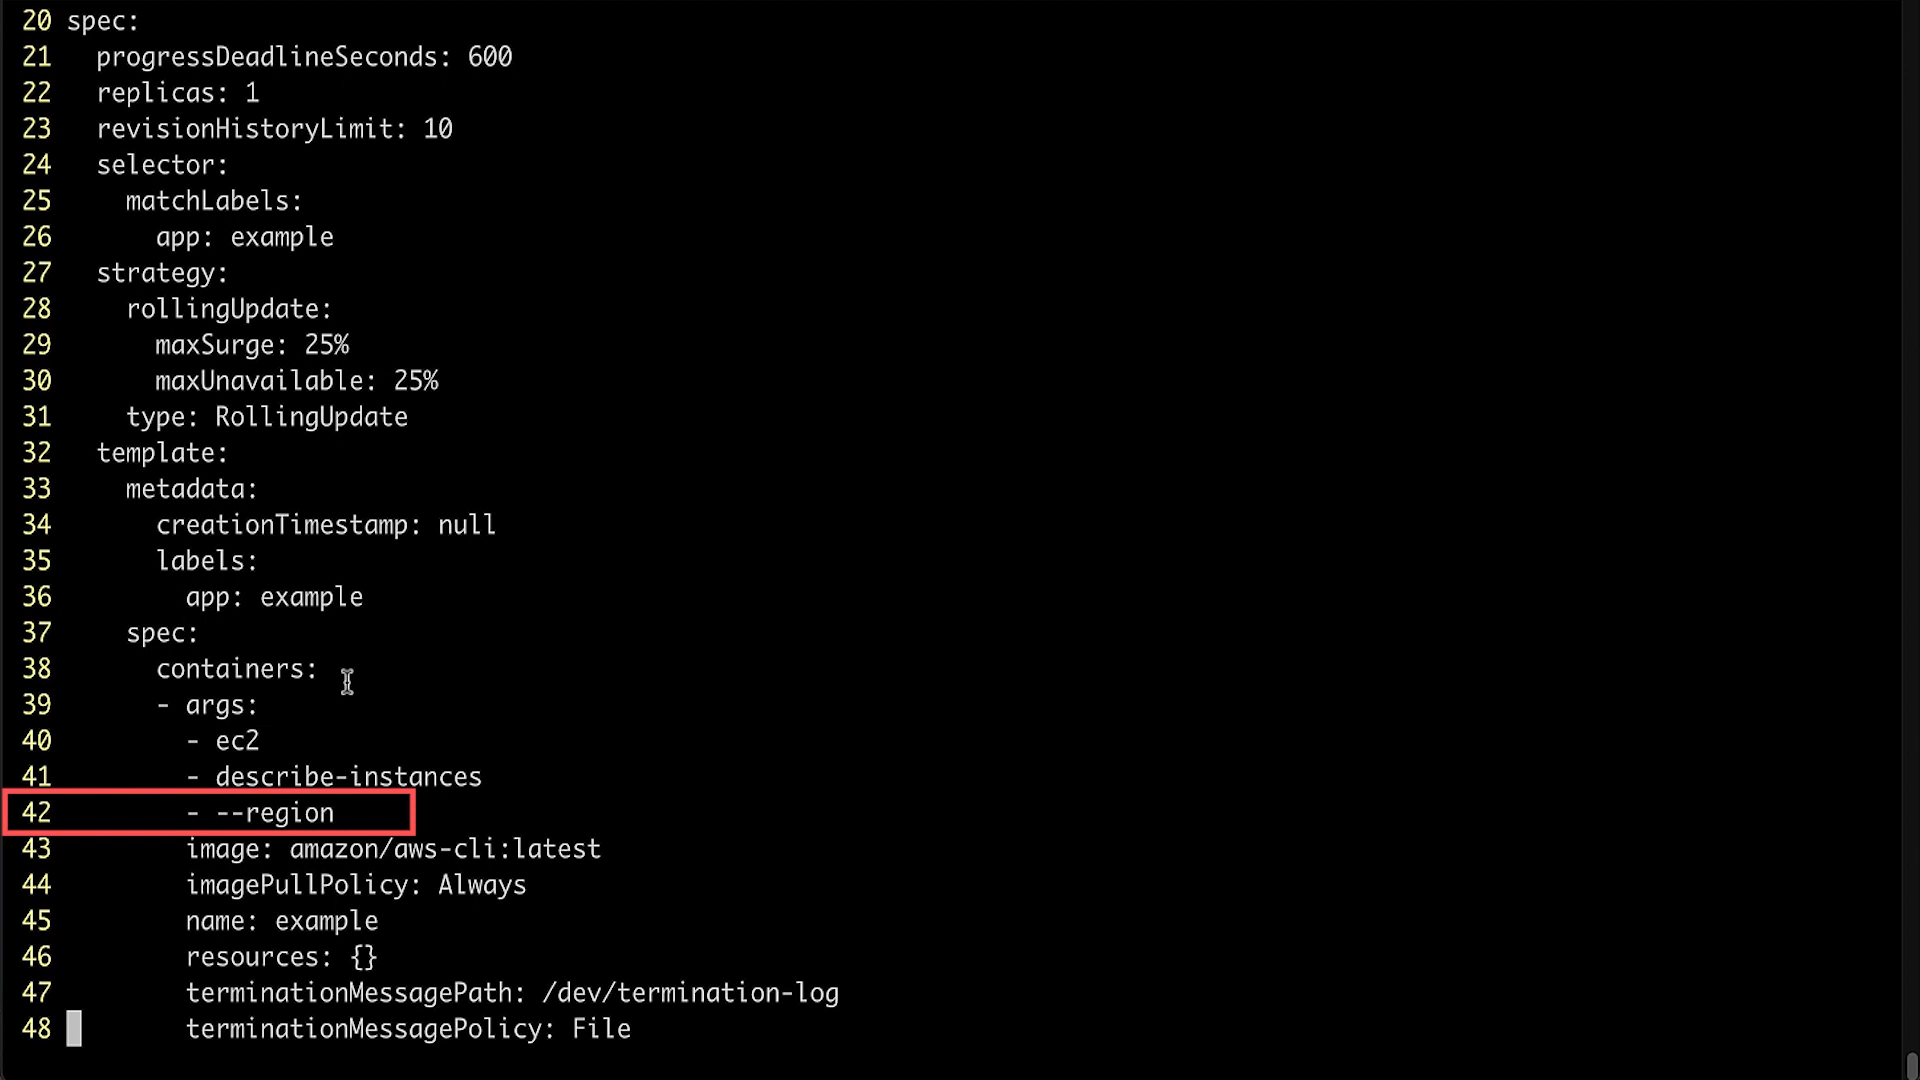 20 spec:
21   progressDeadlineSeconds: 600
22   replicas: 1
23   revisionHistoryLimit: 10
24   selector:
25     matchLabels:
26       app: example
27   strategy:
28     rollingUpdate:
29       maxSurge: 25%
30       maxUnavailable: 25%
31     type: RollingUpdate
32   template:
33     metadata:
34       creationTimestamp: null
35       labels:
36         app: example
37     spec:
38       containers:
39       - args:
40         - ec2
41         - describe-instances
42         - --region
43         image: amazon/aws-cli:latest
44         imagePullPolicy: Always
45         name: example
46         resources: {}
47         terminationMessagePath: /dev/termination-log
48         terminationMessagePolicy: File